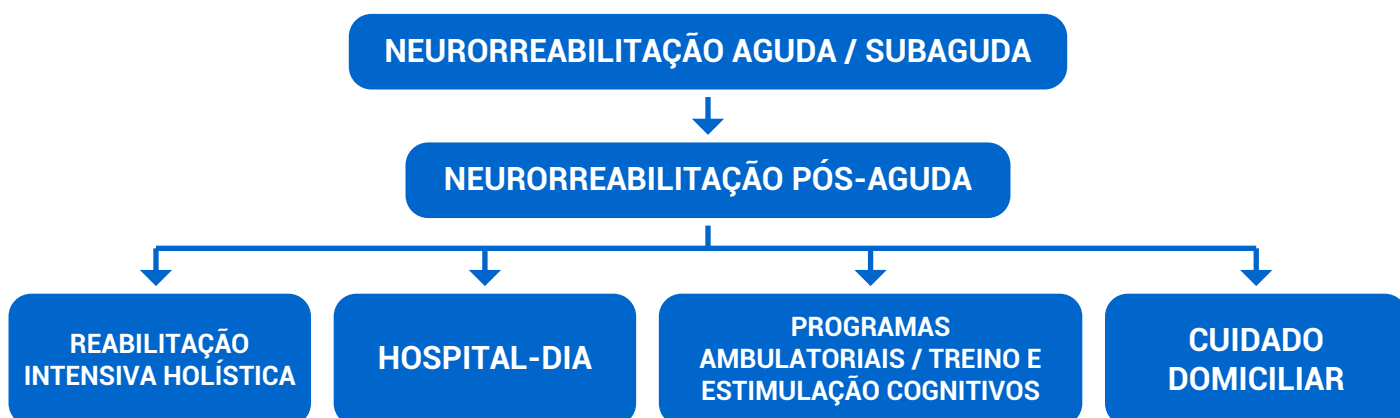 NEURORREABILITAÇÃO AGUDA / SUBAGUDA
NEURORREABILITAÇÃO PÓS-AGUDA
REABILITAÇÃO
INTENSIVA HOLÍSTICA
HOSPITAL-DIA
PROGRAMAS
AMBULATORIAIS / TREINO E
ESTIMULAÇÃO COGNITIVOS
CUIDADO
DOMICILIAR